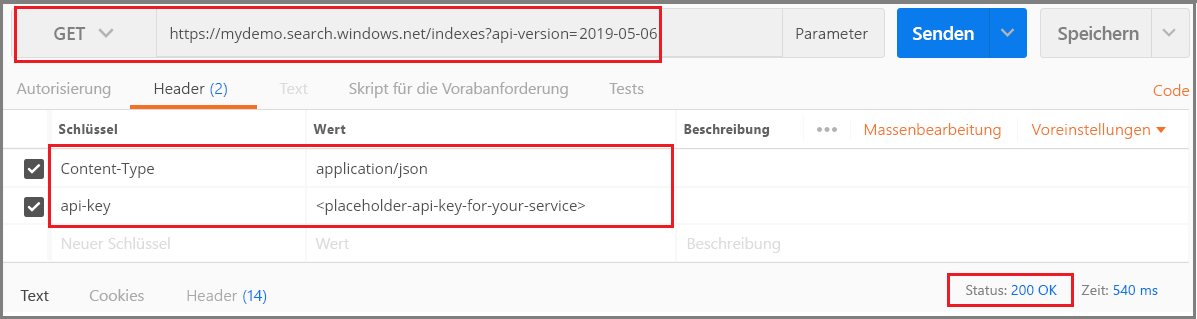 GET https://mydemo.search.windows.net/indexes?api-version=2019-05-06 Parameter Senden Speichern
Autorisierung Header (2) Text Skript für die Vorabanforderung Tests Code
Schlüssel Wert Beschreibung ••• Massenbearbeitung Voreinstellungen
Content-Type application/json
api-key <placeholder-api-key-for-your-service>
Neuer Schlüssel Wert Beschreibung
Text Cookies Header (14) Status: 200 OK Zeit: 540 ms